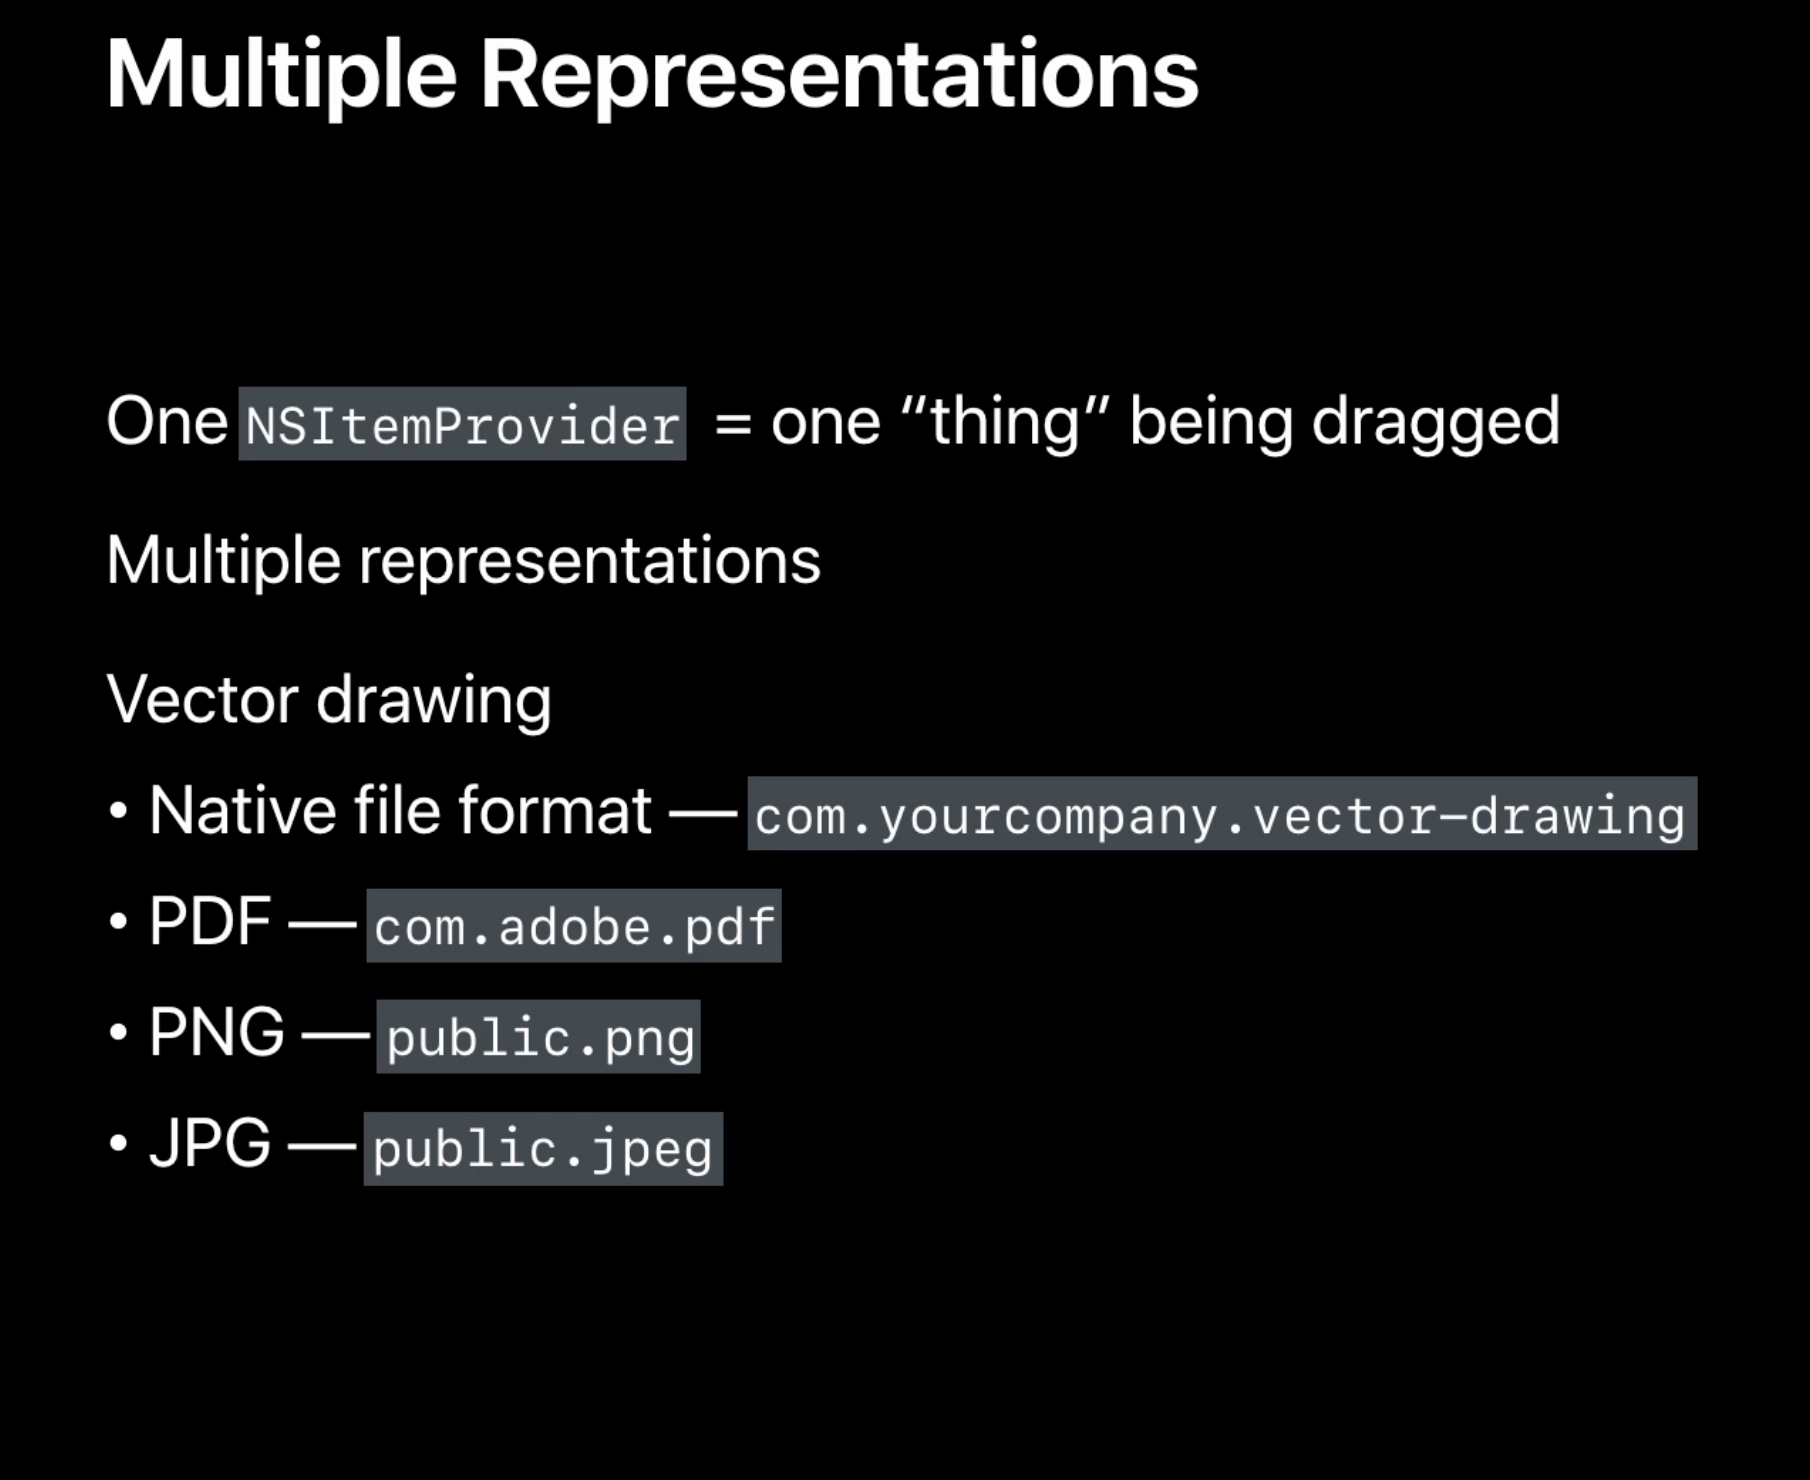 Multiple Representations
One NSItemProvider = one “thing” being dragged
Multiple representations
Vector drawing
• Native file format — com.yourcompany.vector-drawing
• PDF — com.adobe.pdf
• PNG — public.png
• JPG — public.jpeg